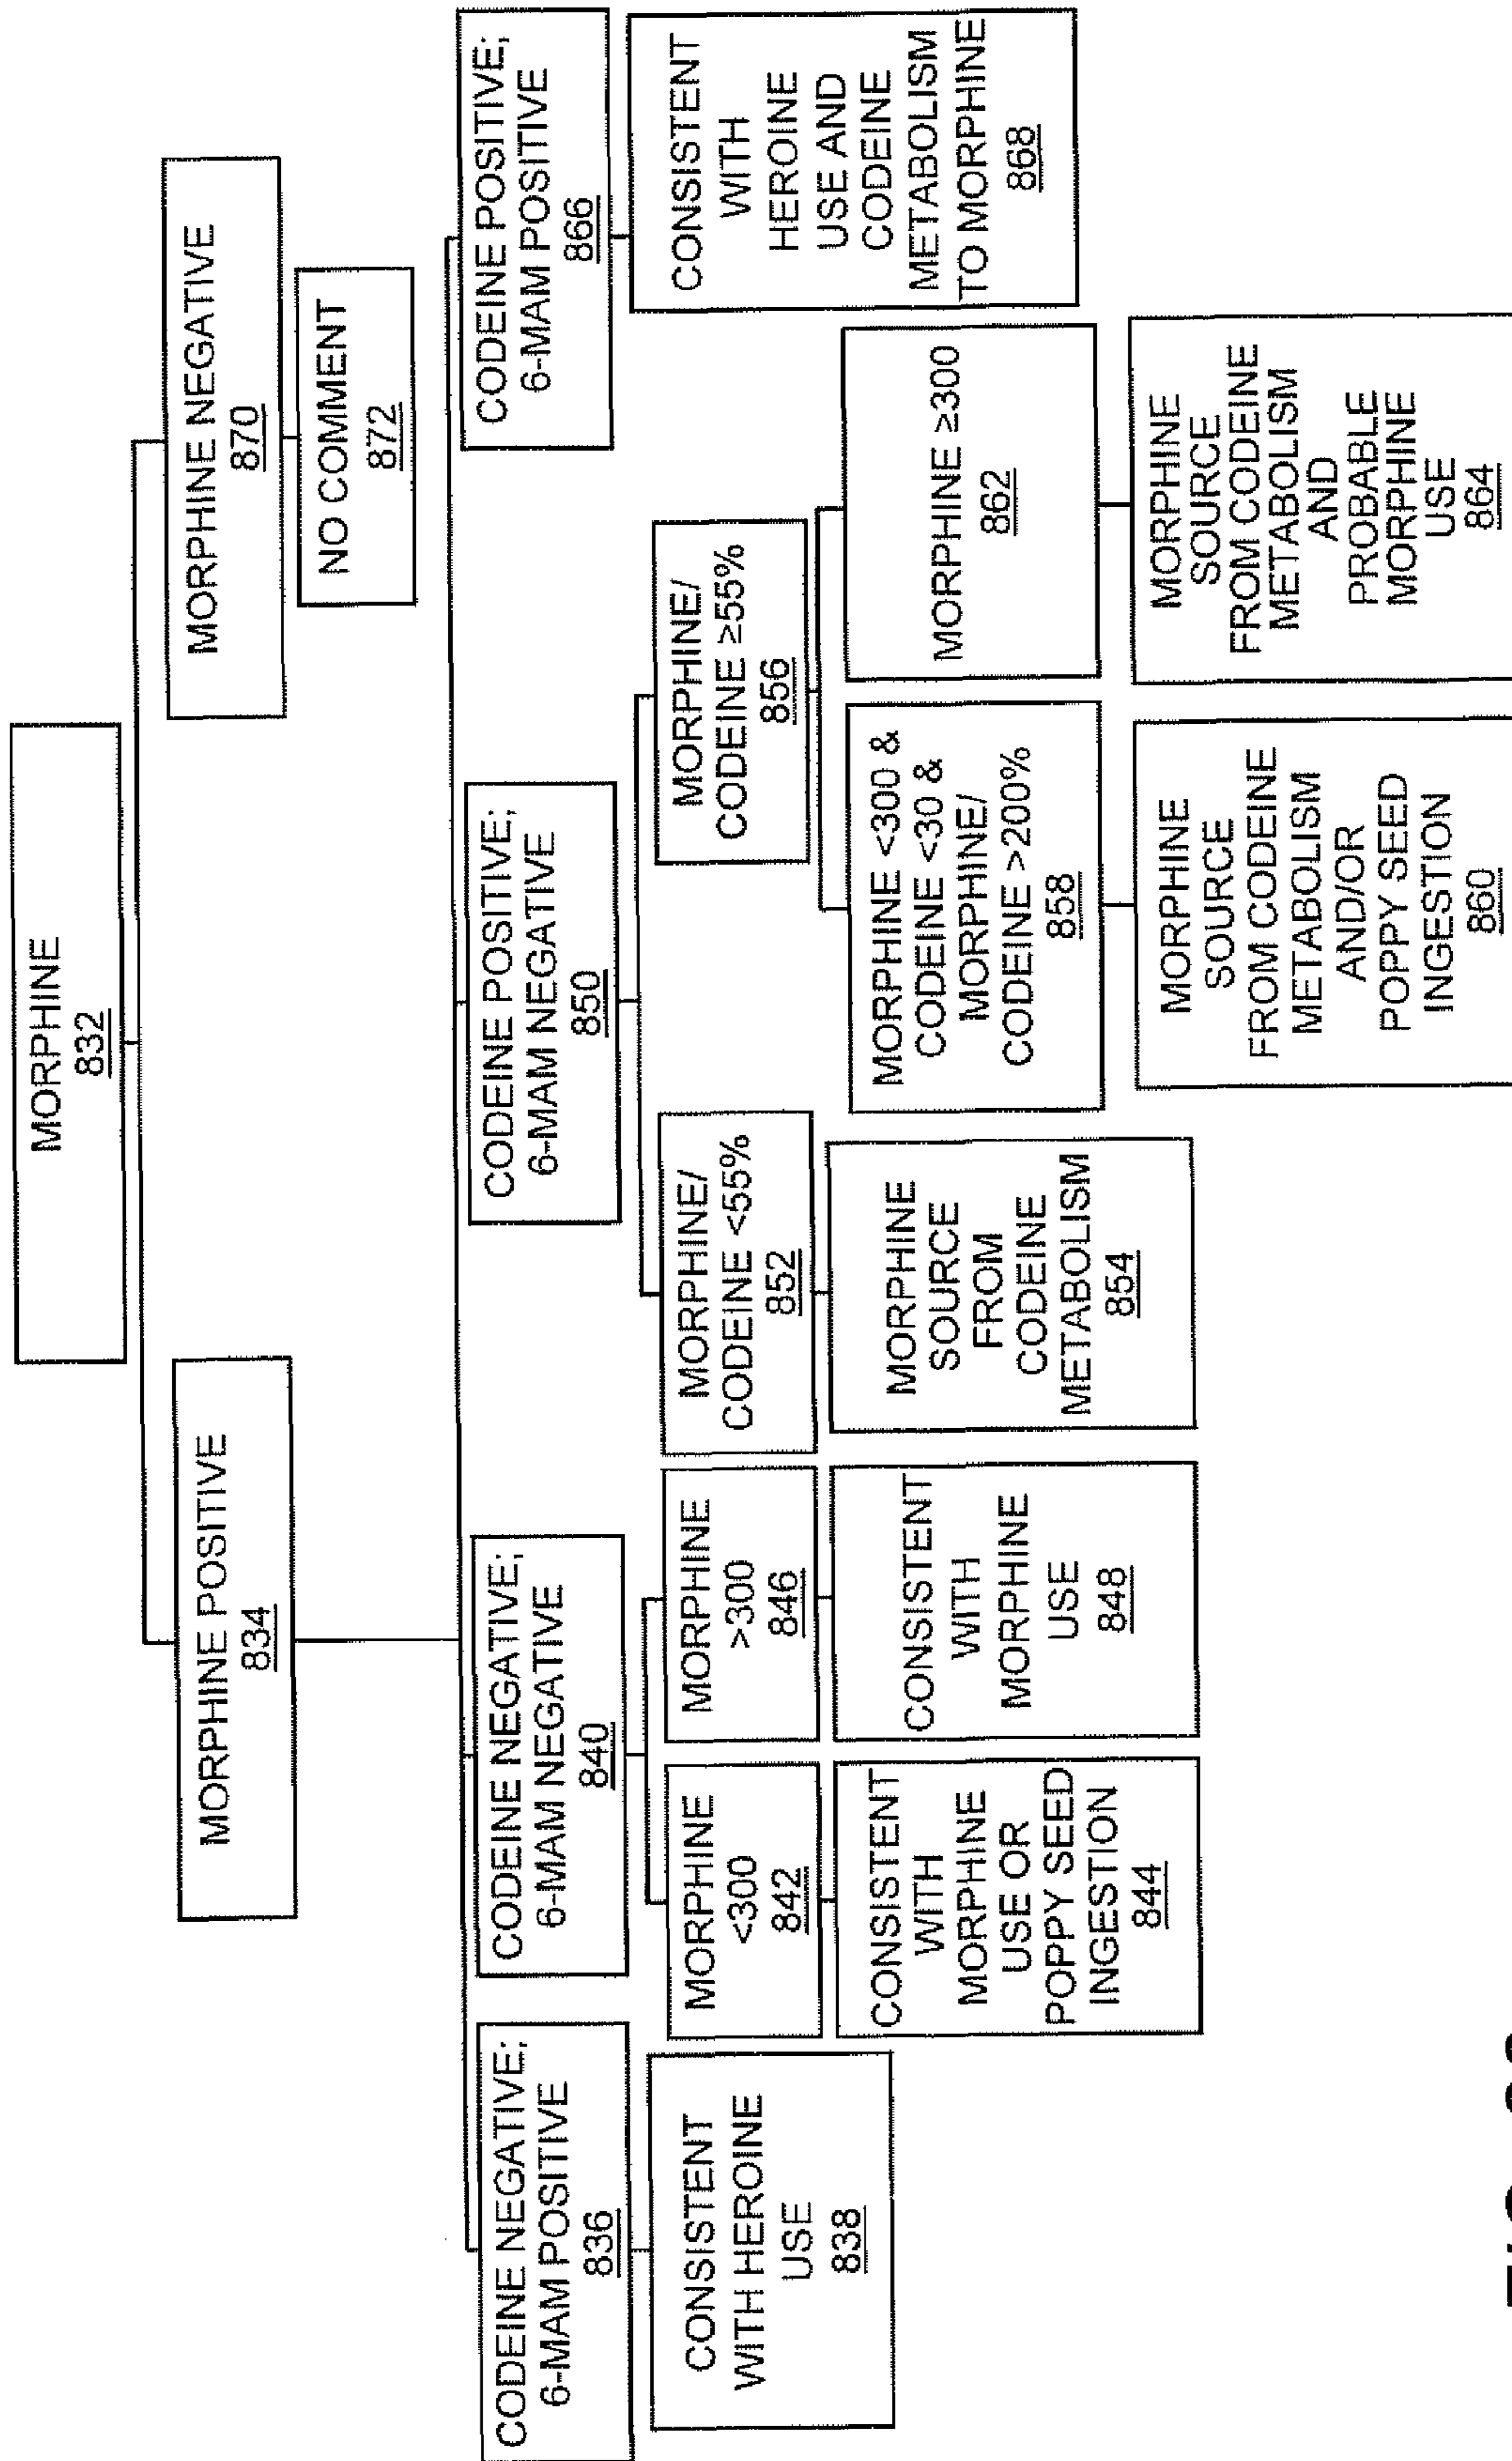 MORPHINE
832
MORPHINE POSITIVE
834
MORPHINE NEGATIVE
870
NO COMMENT
872
CODEINE NEGATIVE;
6-MAM POSITIVE
836
CONSISTENT
WITH HEROINE
USE
838
CODEINE NEGATIVE;
6-MAM NEGATIVE
840
MORPHINE
<300
842
CONSISTENT
WITH
MORPHINE
USE OR
POPPY SEED
INGESTION
844
MORPHINE
>300
846
CONSISTENT
WITH
MORPHINE
USE
848
CODEINE POSITIVE;
6-MAM NEGATIVE
850
MORPHINE/
CODEINE <55%
852
MORPHINE
SOURCE
FROM
CODEINE
METABOLISM
854
MORPHINE/
CODEINE ≥55%
856
MORPHINE <300 &
CODEINE <30 &
MORPHINE/
CODEINE >200%
858
MORPHINE
SOURCE
FROM CODEINE
METABOLISM
AND/OR
POPPY SEED
INGESTION
860
MORPHINE ≥300
862
MORPHINE
SOURCE
FROM CODEINE
METABOLISM
AND
PROBABLE
MORPHINE
USE
864
CODEINE POSITIVE;
6-MAM POSITIVE
866
CONSISTENT
WITH
HEROINE
USE AND
CODEINE
METABOLISM
TO MORPHINE
868